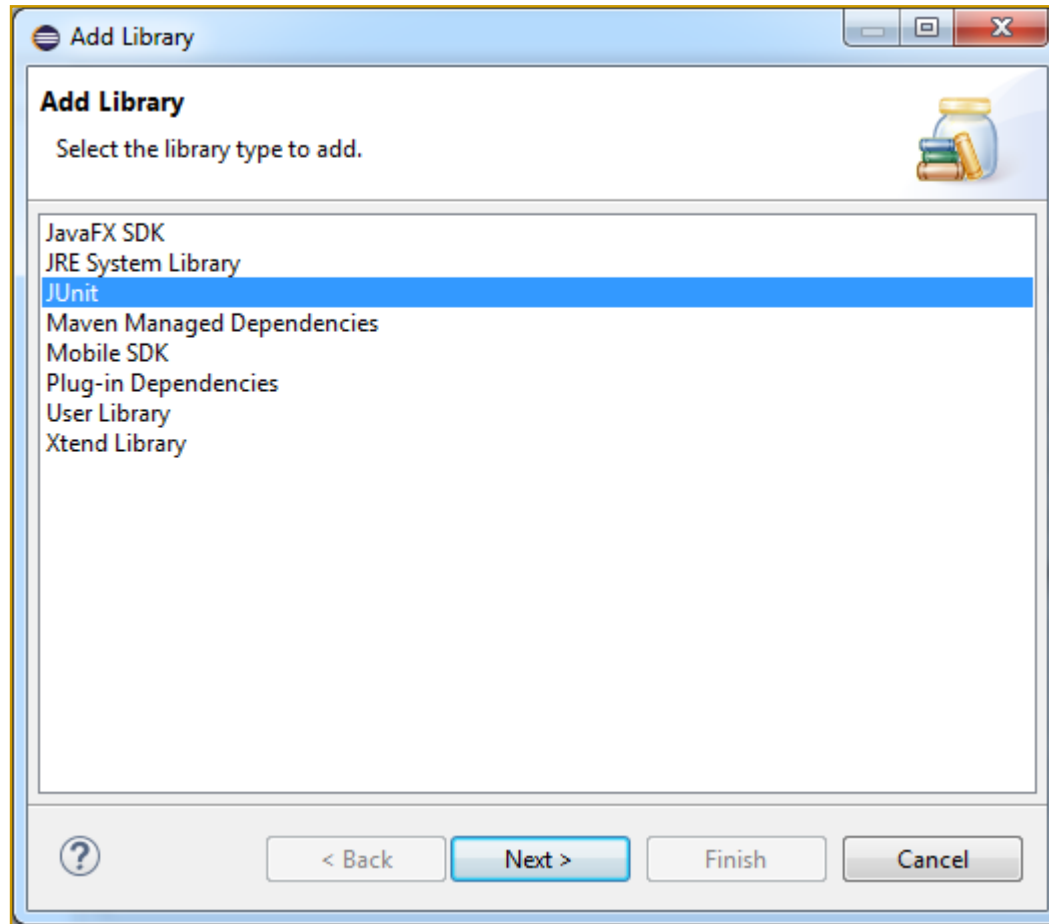 Add Library
Add Library
Select the library type to add.
JavaFX SDK
JRE System Library
JUnit
Maven Managed Dependencies
Mobile SDK
Plug-in Dependencies
User Library
Xtend Library
? < Back Next > Finish Cancel